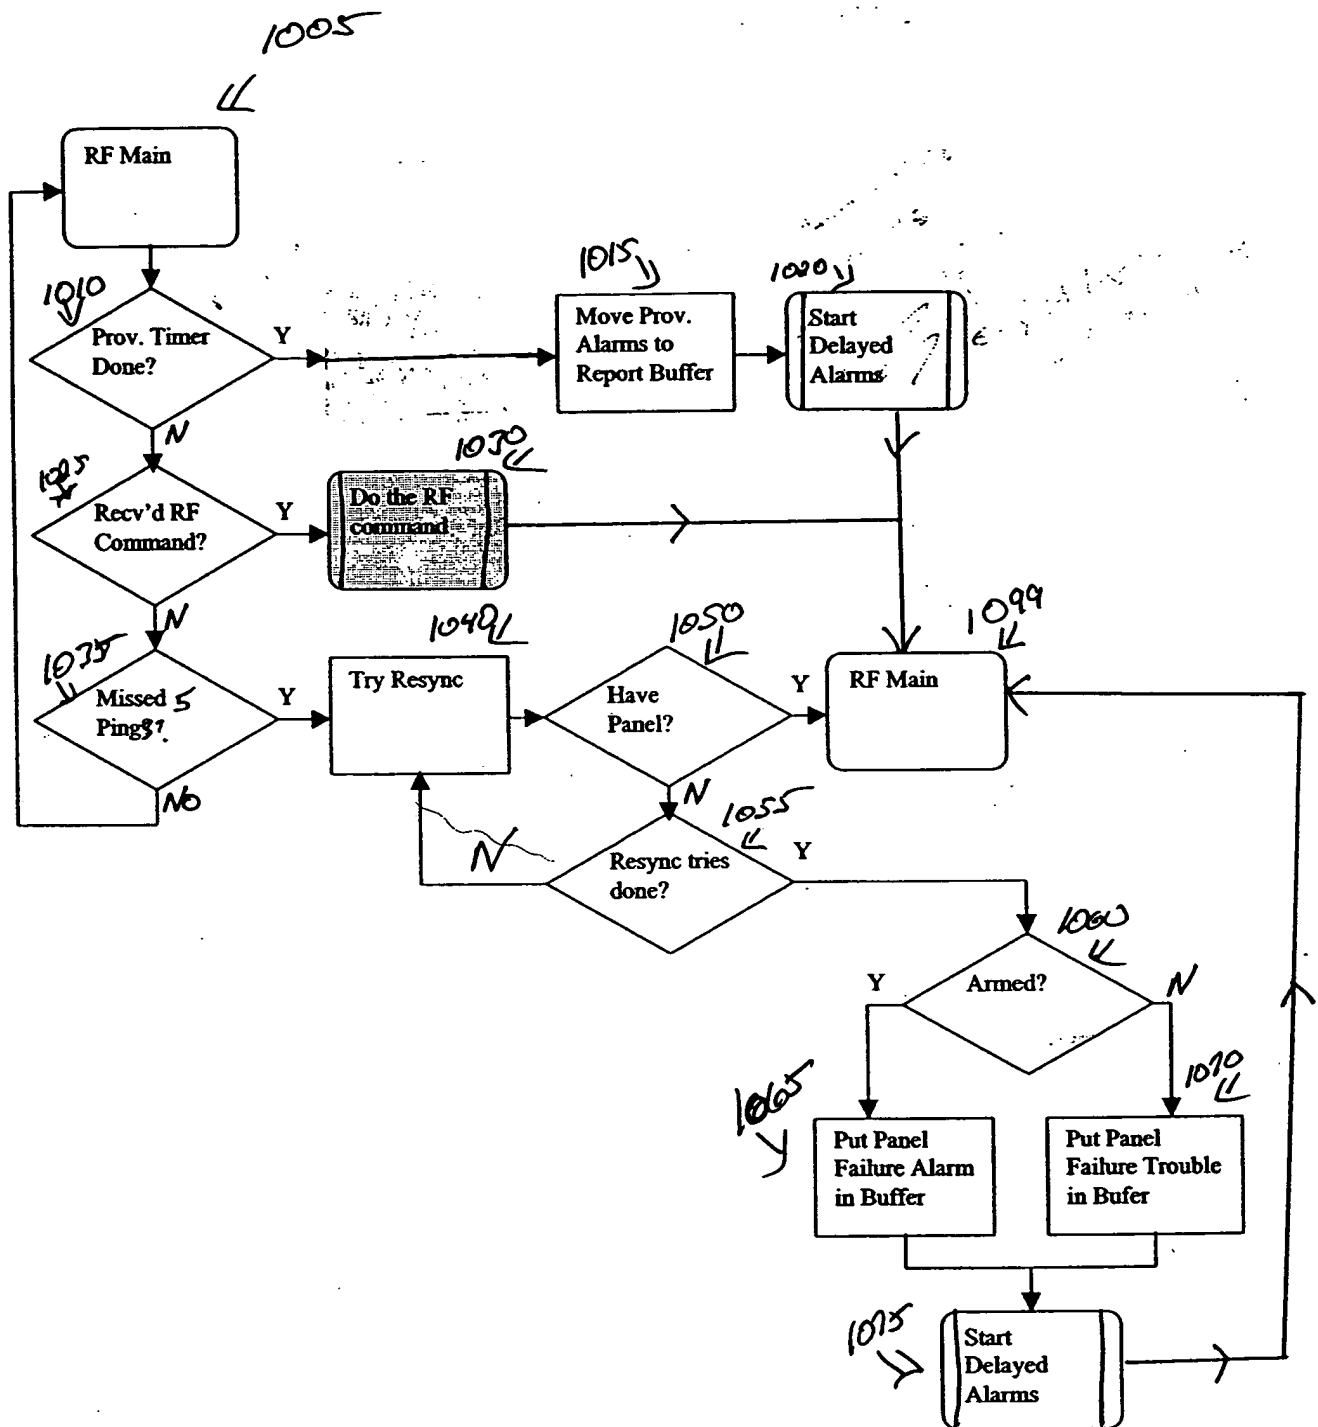 1005
RF Main
1010
Prov. Timer
Done?
Y
1015
Move Prov.
Alarms to
Report Buffer
1020
Start
Delayed
Alarms
N
1025
Recv'd RF
Command?
Y
1030
Do the RF
command
N
1035
Missed 5
Pings?
Y
NO
1040
Try Resync
1050
Have
Panel?
Y
1099
RF Main
N
1055
Resync tries
done?
N
Y
1060
Armed?
Y
N
1065
Put Panel
Failure Alarm
in Buffer
1070
Put Panel
Failure Trouble
in Bufer
1075
Start
Delayed
Alarms